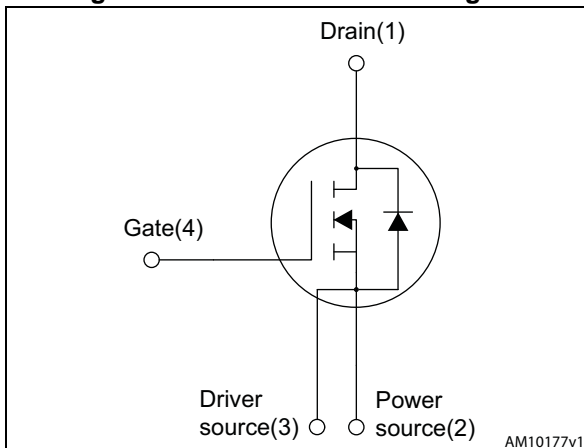 Drain(1)
Gate(4)
Driver
source(3)
Power
source(2)
AM10177v1